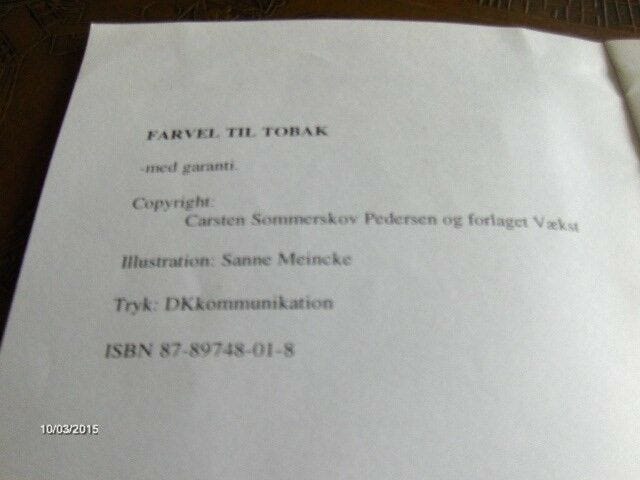 FARVEL TIL TOBAK
-med garanti.
Copyright:
Carsten Sommerskov Pedersen og forlaget Vækst
Illustration: Sanne Meincke
Tryk: DKkommunikation
ISBN 87-89748-01-8
10/03/2015